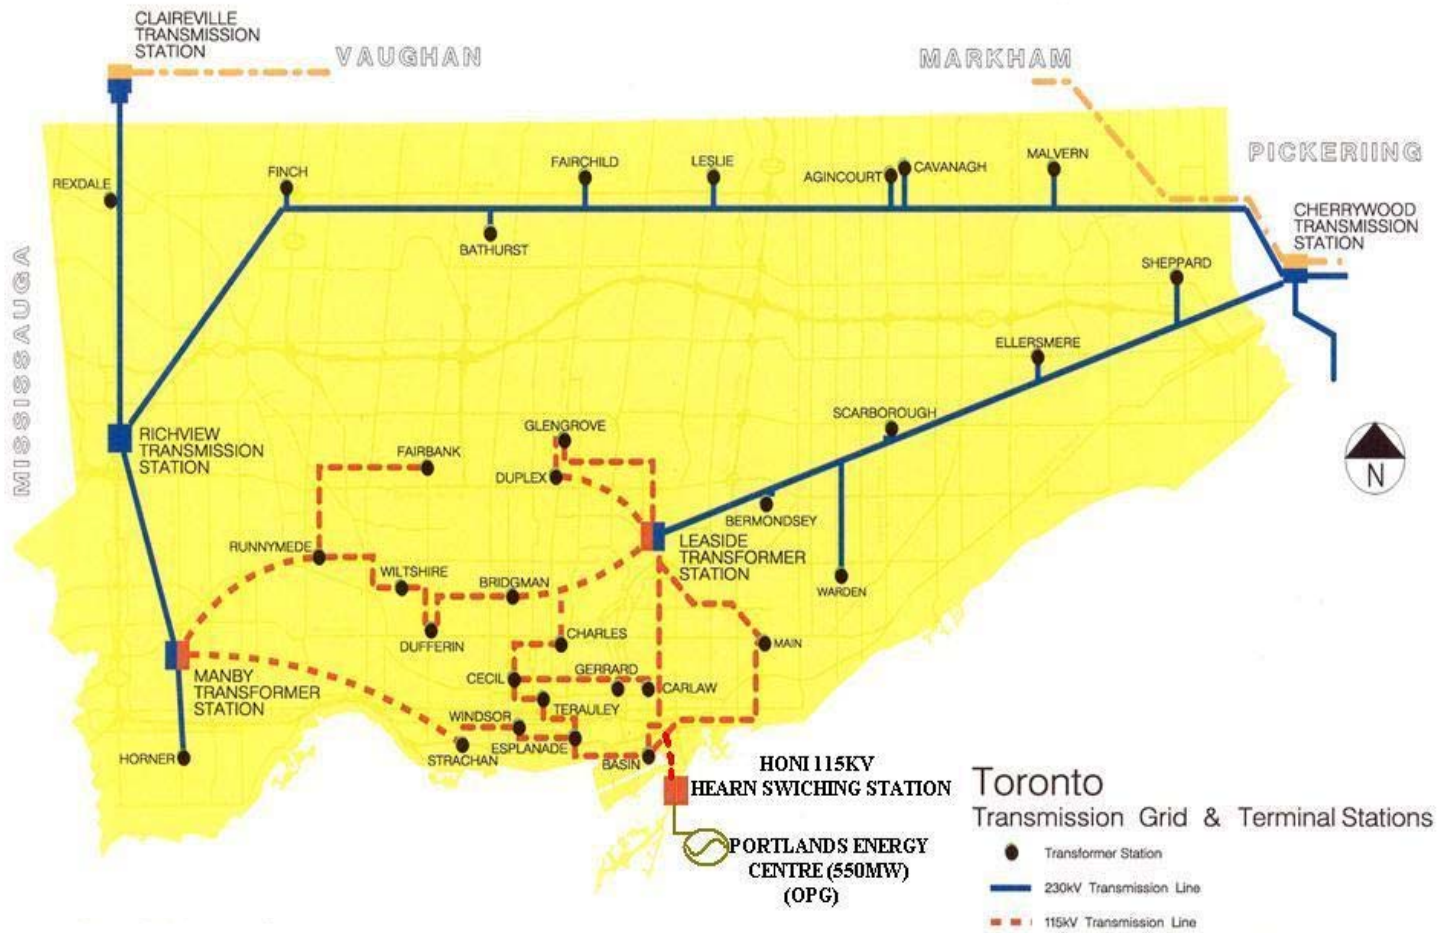 CLAIREVILLE
TRANSMISSION
STATION
VAUGHAN
MARKHAM
PICKERIING
REXDALE
FINCH
FAIRCHILD
LESLIE
AGINCOURT
CAVANAGH
MALVERN
BATHURST
CHERRYWOOD
TRANSMISSION
STATION
SHEPPARD
MISSISSAUGA
ELLERSMERE
SCARBOROUGH
GLENGROVE
RICHVIEW
TRANSMISSION
STATION
FAIRBANK
DUPLEX
N
BERMONDSEY
RUNNYMEDE
LEASIDE
TRANSFORMER
STATION
WILTSHIRE
BRIDGMAN
WARDEN
DUFFERIN
CHARLES
MAIN
MANBY
TRANSFORMER
STATION
CECIL
GERRARD
CARLAW
TERAULEY
WINDSOR
ESPLANADE
STRACHAN
HORNER
BASIN
HONI 115KV
HEARN SWICHING STATION
PORTLANDS ENERGY
CENTRE (550MW)
(OPG)
Toronto
Transmission Grid & Terminal Stations
Transformer Station
230kV Transmission Line
115kV Transmission Line